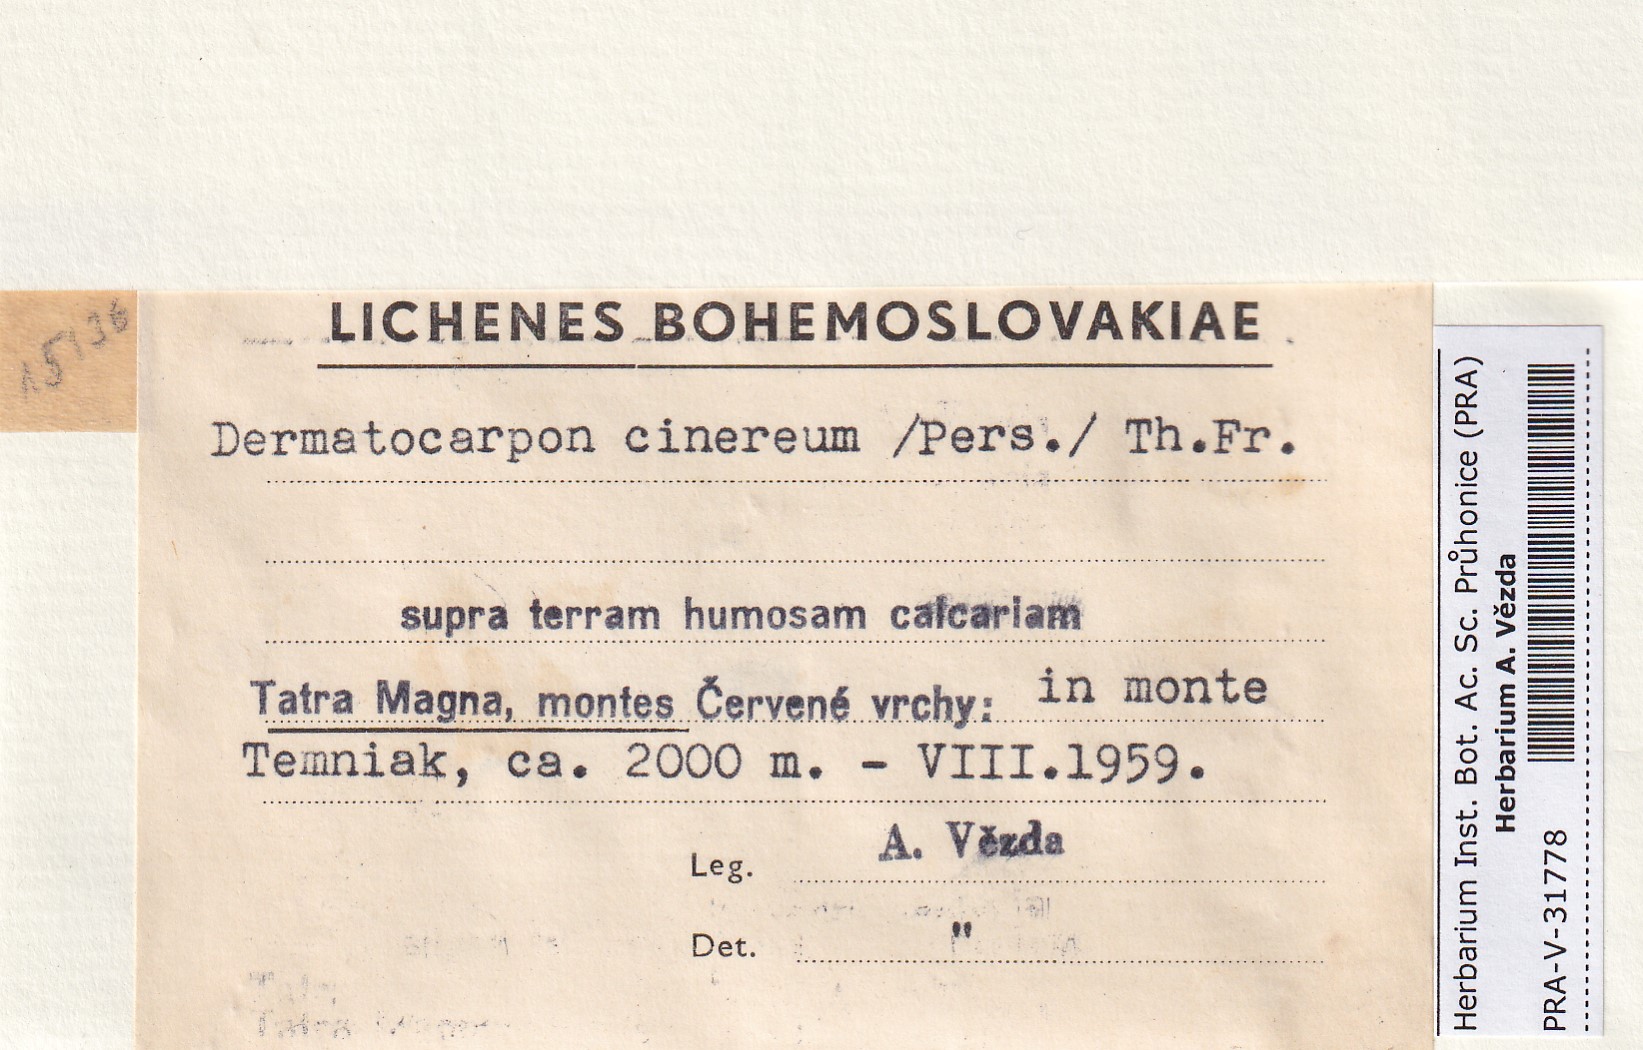 15136
LICHENES BOHEMOSLOVAKIAE
Dermatocarpon cinereum /Pers./ Th.Fr.
supra terram humosam calcariam
Tatra Magna, montes Červené vrchy: in monte
Temniak, ca. 2000 m. - VIII.1959.
Leg. A. Vězda
Det. "
Herbarium Inst. Bot. Ac. Sc. Průhonice (PRA)
Herbarium A. Vězda
PRA-V-31778